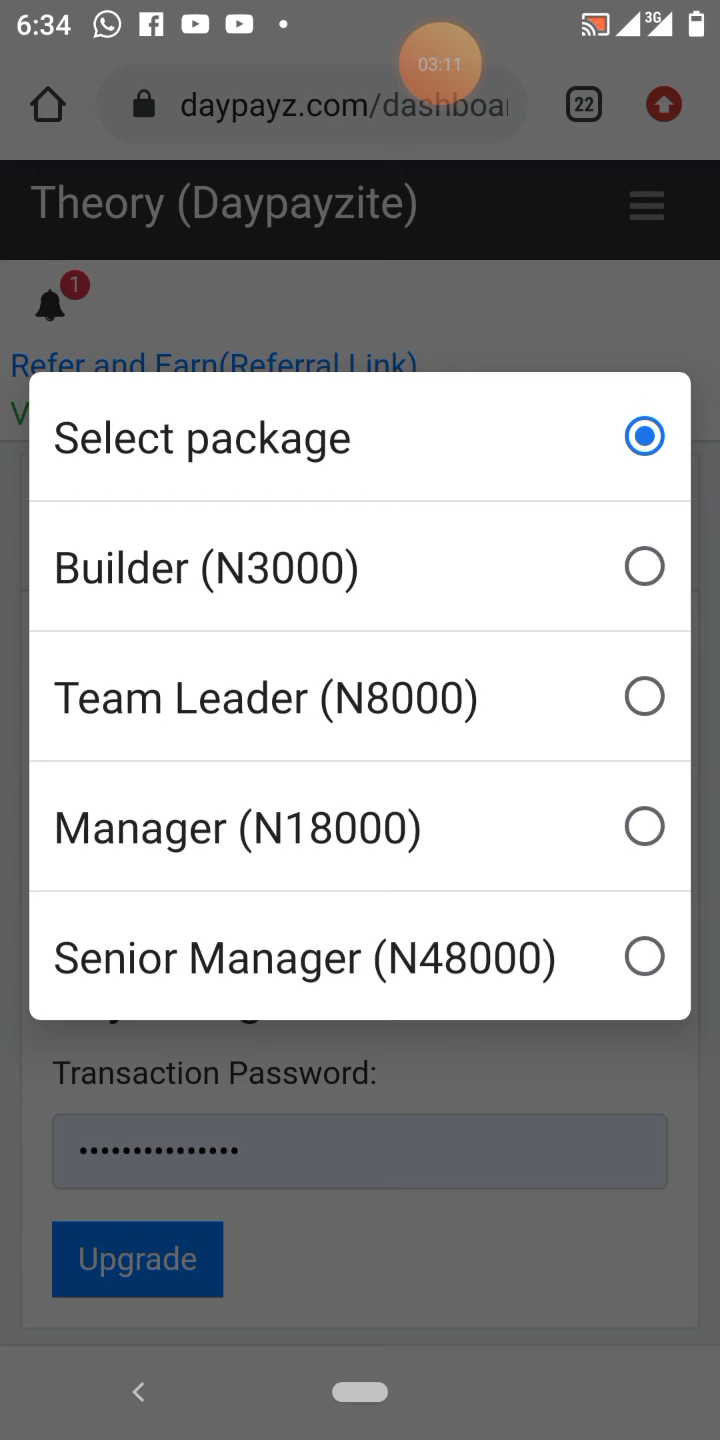 6:34
3G
03:11
daypayz.com/dashboar
22
Theory (Daypayzite)
1
Refer and Earn(Referral Link)
V
Select package
Builder (N3000)
Team Leader (N8000)
Manager (N18000)
Senior Manager (N48000)
Transaction Password:
•••••••••••••••
Upgrade